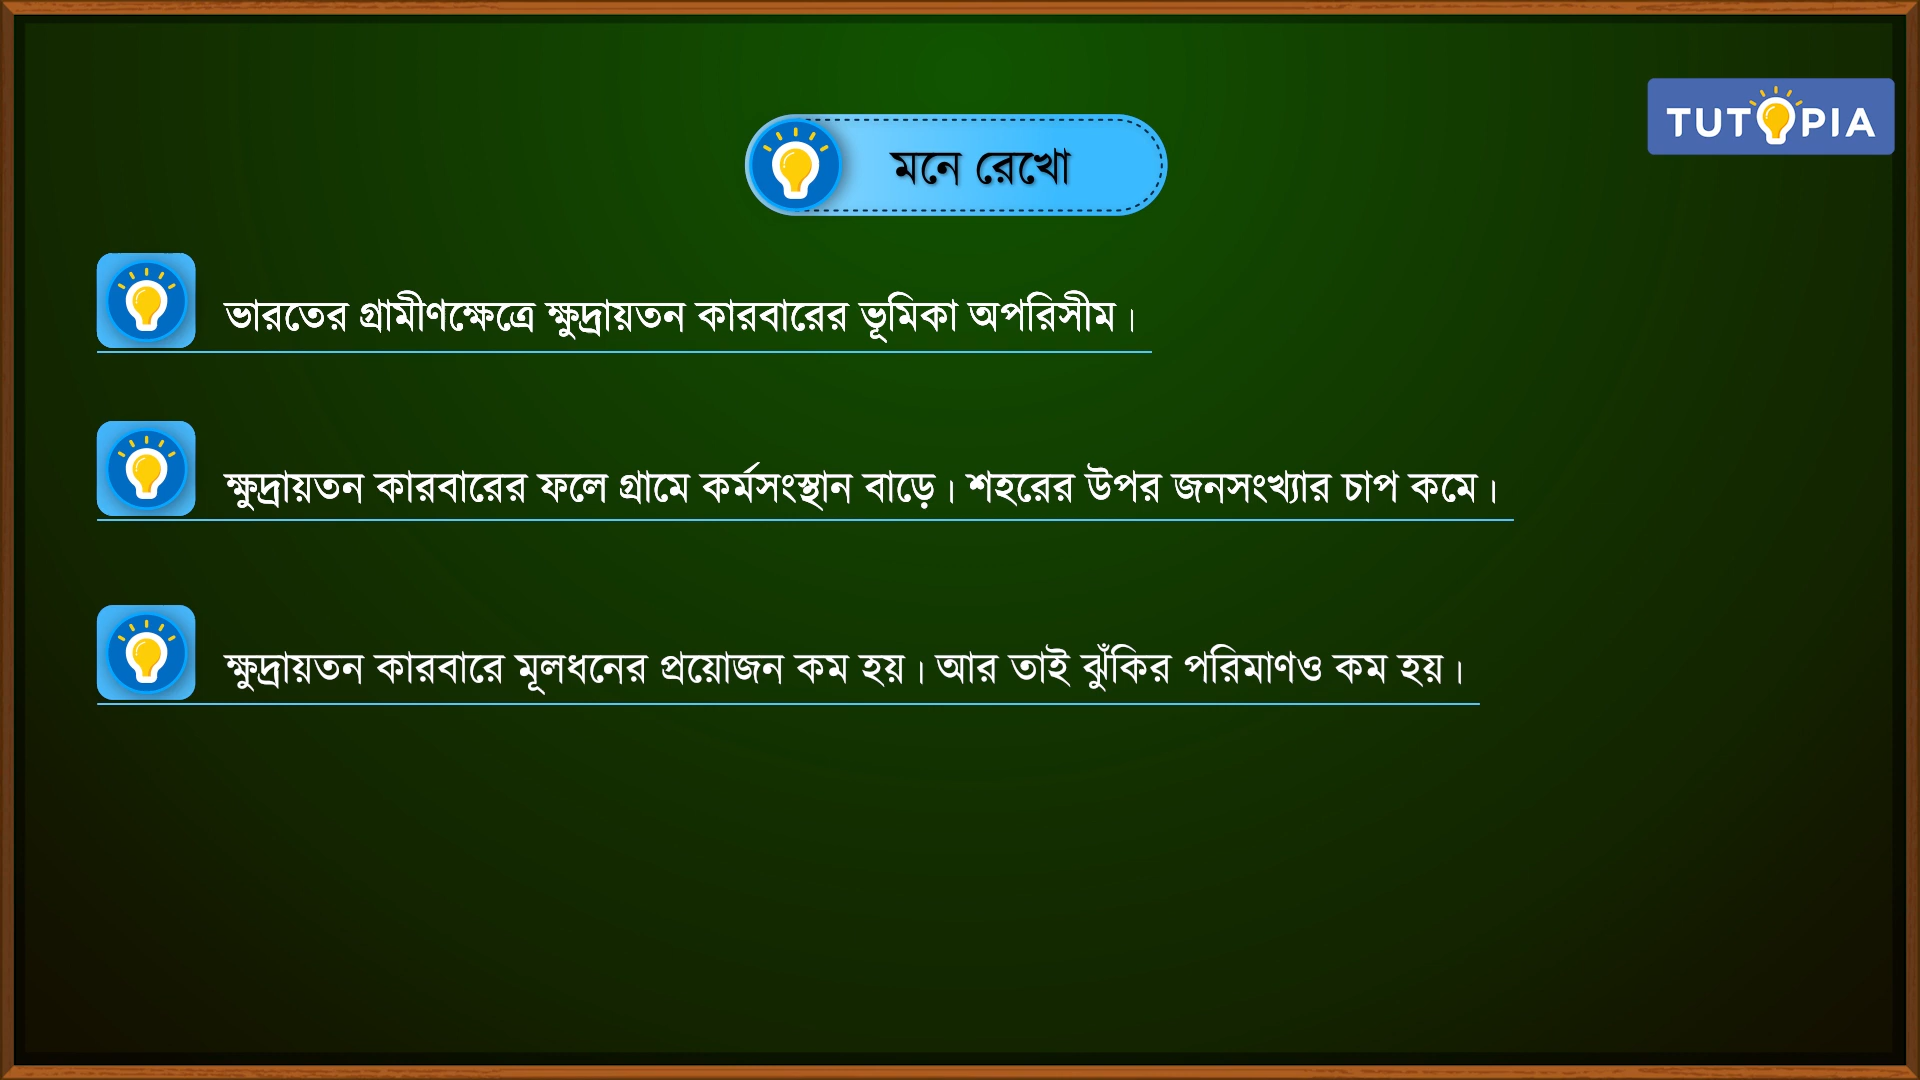 TUTOPIA
মনে রেখো
ভারতের গ্রামীণক্ষেত্রে ক্ষুদ্রায়তন কারবারের ভূমিকা অপরিসীম।
ক্ষুদ্রায়তন কারবারের ফলে গ্রামে কর্মসংস্থান বাড়ে। শহরের উপর জনসংখ্যার চাপ কমে।
ক্ষুদ্রায়তন কারবারে মূলধনের প্রয়োজন কম হয়। আর তাই ঝুঁকির পরিমাণও কম হয়।